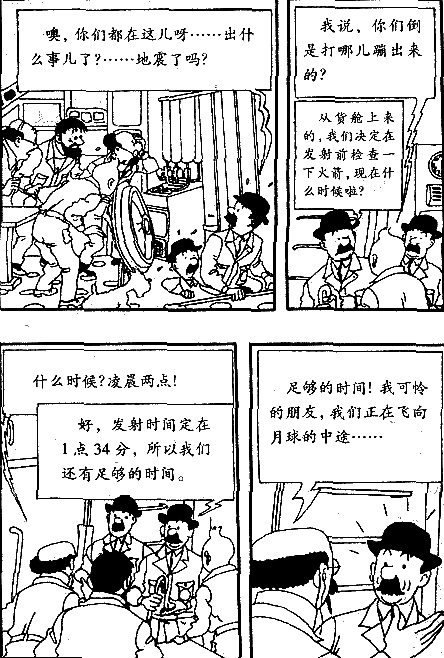 噢，你们都在这儿呀……出什
么事儿了？……地震了吗？
我说，你们倒
是打哪儿蹦出来
的？
从货舱上来
的，我们决定在
发射前检查一
下火箭，现在什
么时候啦？
什么时候？凌晨两点！
好，发射时间定在
1点34分，所以我们
还有足够的时间。
足够的时间！我可怜
的朋友，我们正在飞向
月球的中途……